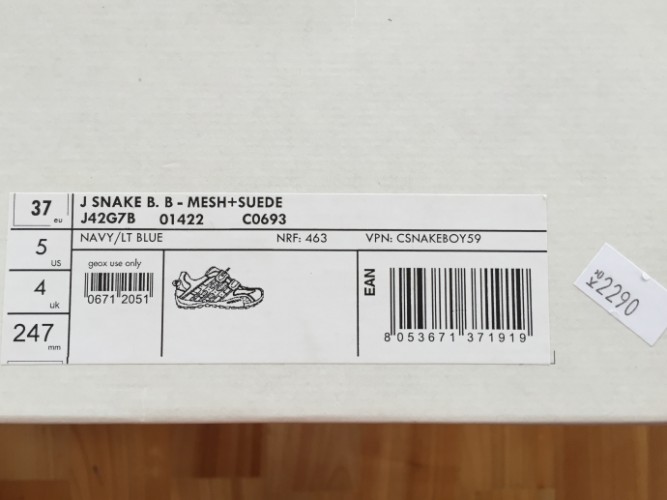 37 eu
J SNAKE B. B - MESH+SUEDE
J42G7B 01422 C0693
5 US
NAVY/LT BLUE NRF: 463 VPN: CSNAKEBOY59
4 uk
geox use only
0671 2051
EAN
8 053671 371919
247 mm
2290